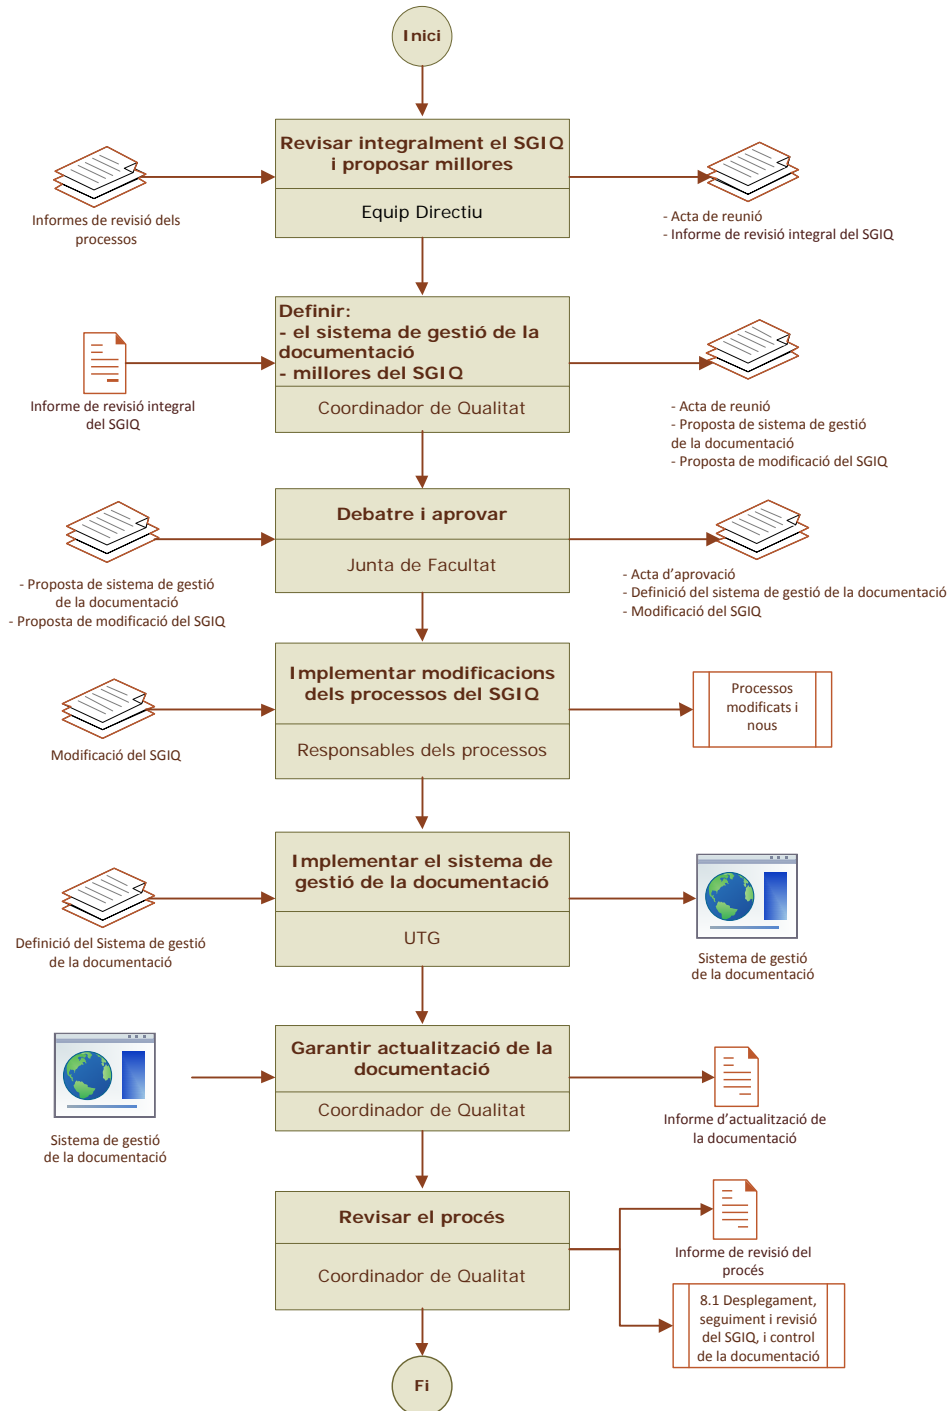 Inici
Revisar integralment el SGIQ
i proposar millores
Equip Directiu
Informes de revisió dels
processos
- Acta de reunió
- Informe de revisió integral del SGIQ
Definir:
- el sistema de gestió de la
documentació
- millores del SGIQ
Coordinador de Qualitat
Informe de revisió integral
del SGIQ
- Acta de reunió
- Proposta de sistema de gestió
de la documentació
- Proposta de modificació del SGIQ
Debatre i aprovar
Junta de Facultat
- Proposta de sistema de gestió
de la documentació
- Proposta de modificació del SGIQ
- Acta d'aprovació
- Definició del sistema de gestió de la documentació
- Modificació del SGIQ
Implementar modificacions
dels processos del SGIQ
Responsables dels processos
Modificació del SGIQ
Processos
modificats i
nous
Implementar el sistema de
gestió de la documentació
UTG
Definició del Sistema de gestió
de la documentació
Sistema de gestió
de la documentació
Garantir actualització de la
documentació
Coordinador de Qualitat
Sistema de gestió
de la documentació
Informe d'actualització de
la documentació
Revisar el procés
Coordinador de Qualitat
Informe de revisió del
procés
8.1 Desplegament,
seguiment i revisió
del SGIQ, i control
de la documentació
Fi